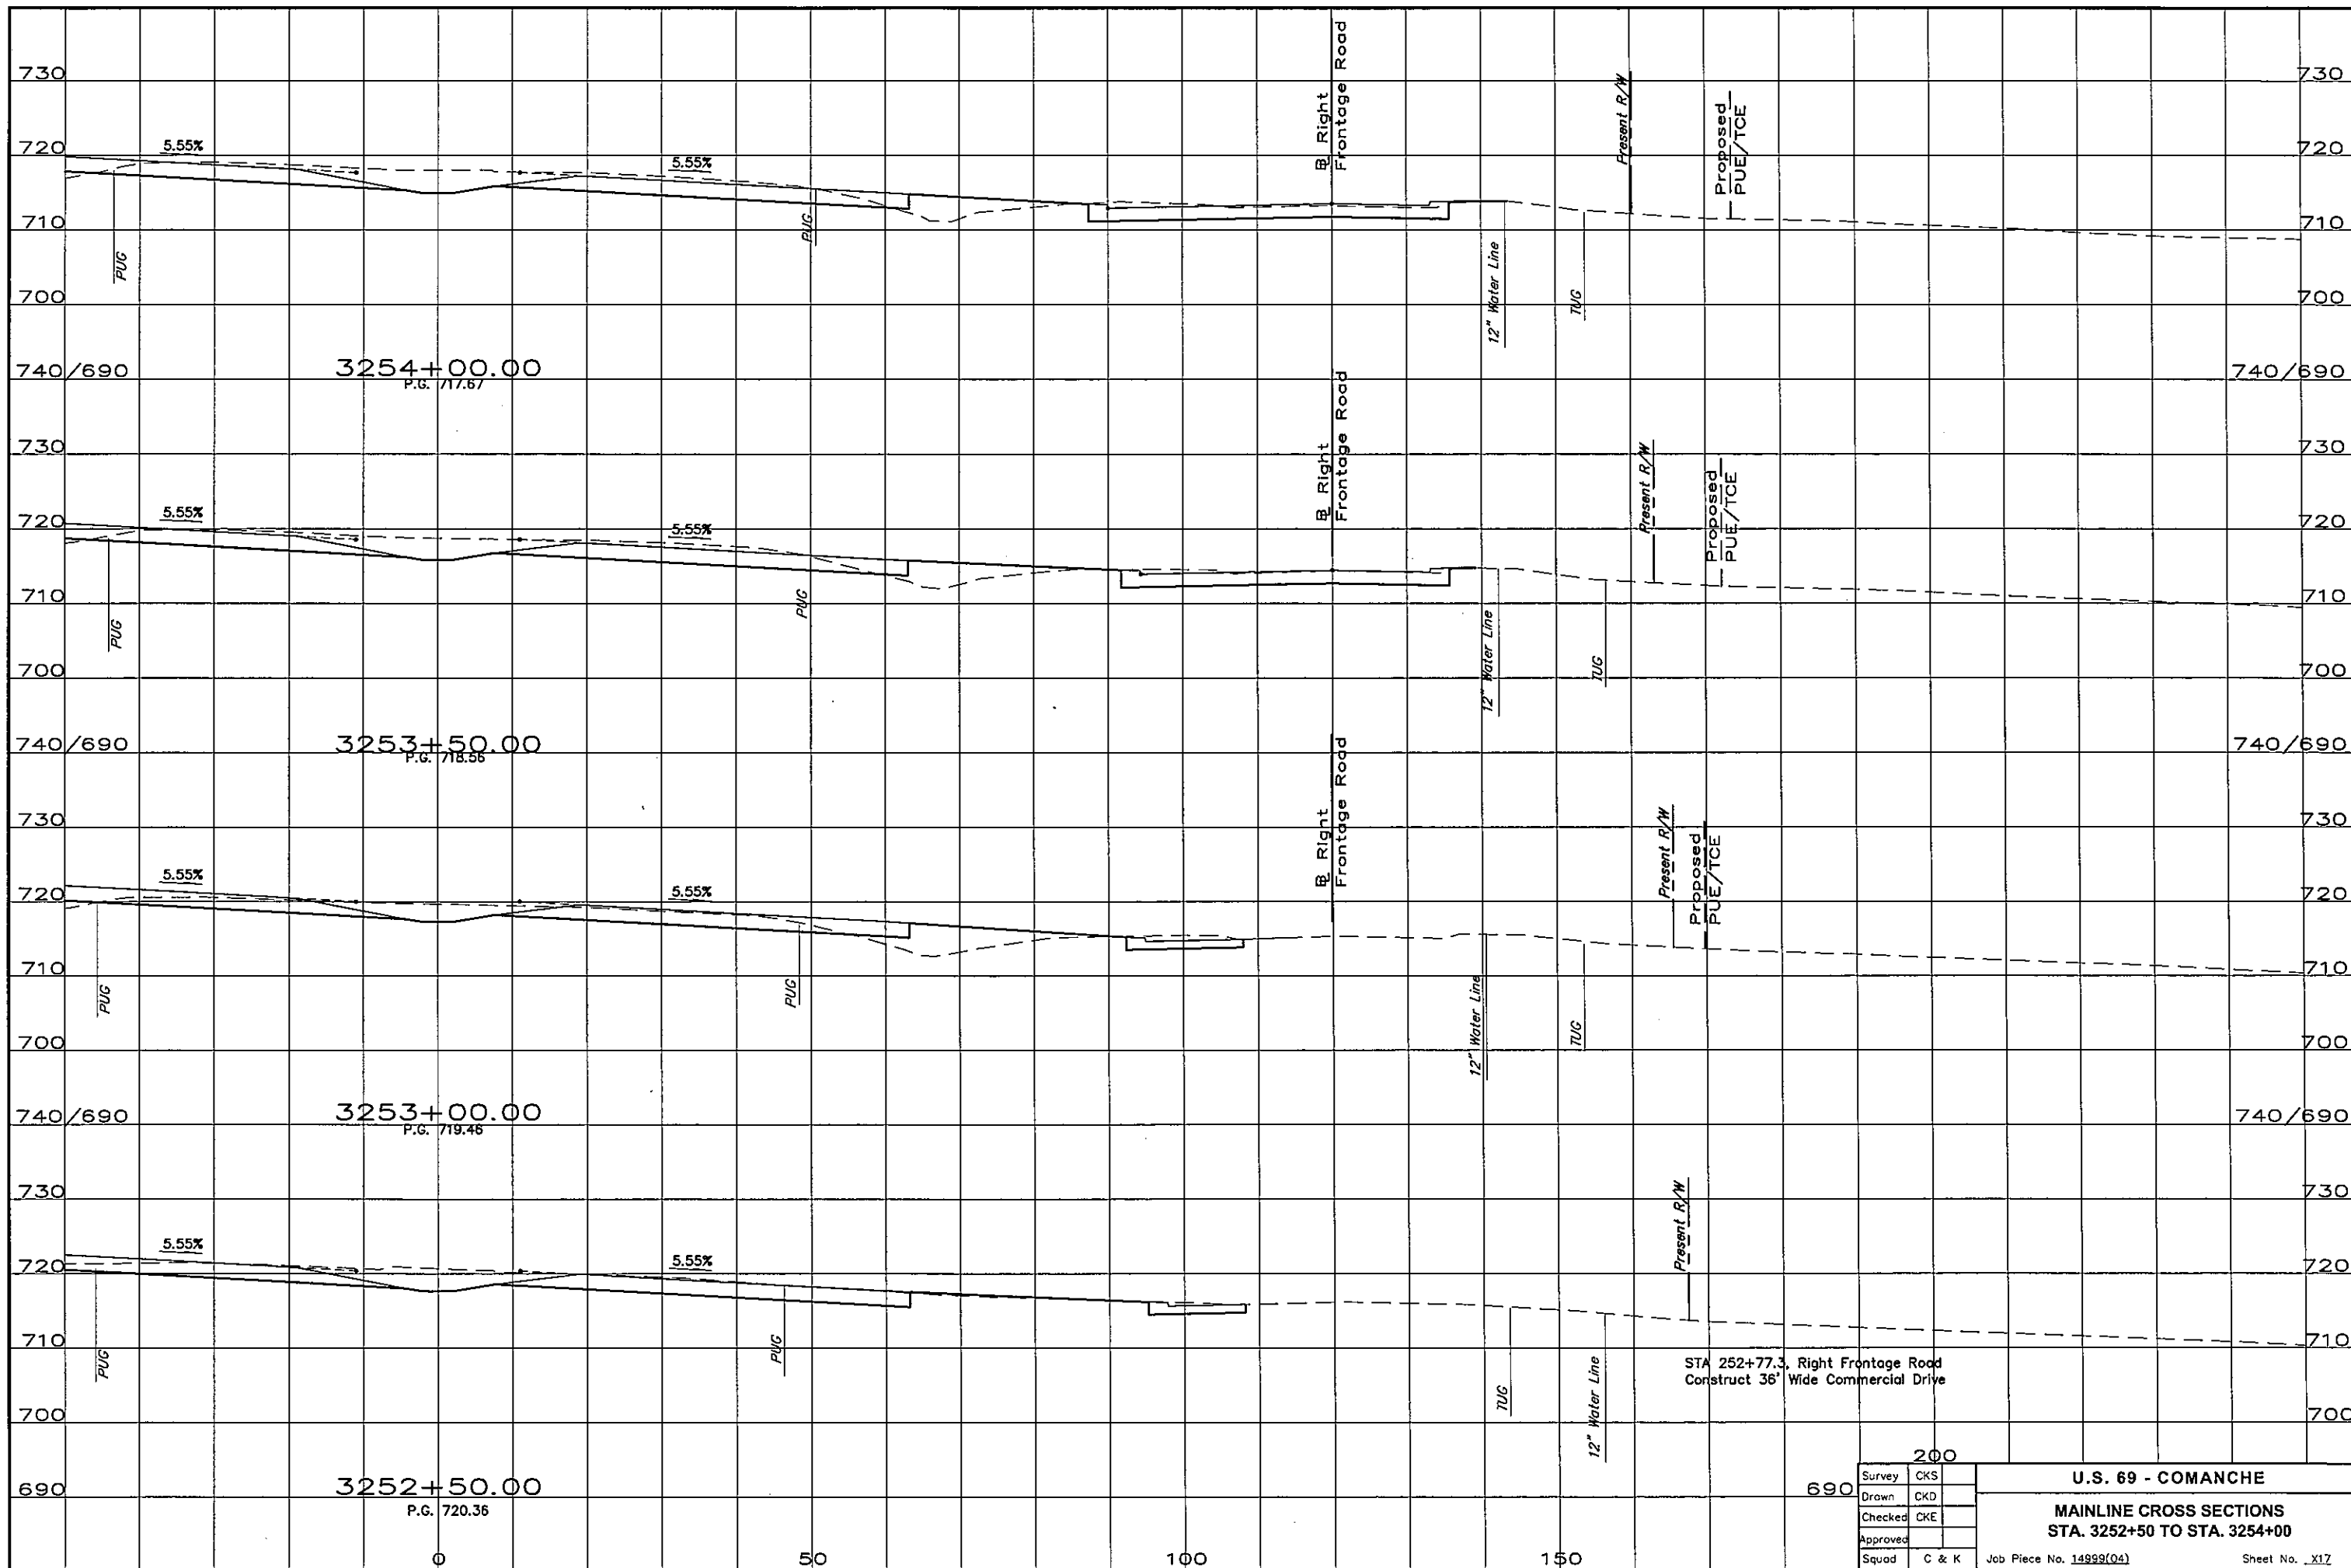 730
730
℄ Right
Frontage Road
Present R/W
Proposed
PUE/TCE
5.55%
5.55%
720
720
PUG
PUG
710
710
12" Water Line
TUG
700
700
740/690
3254+00.00
P.G. 717.67
740/690
730
730
℄ Right
Frontage Road
Present R/W
Proposed
PUE/TCE
5.55%
5.55%
720
720
PUG
PUG
710
710
12" Water Line
TUG
700
700
740/690
3253+50.00
P.G. 718.56
740/690
730
730
℄ Right
Frontage Road
Present R/W
Proposed
PUE/TCE
5.55%
5.55%
720
720
PUG
PUG
710
710
12" Water Line
TUG
700
700
740/690
3253+00.00
P.G. 719.46
740/690
730
730
Present R/W
5.55%
5.55%
720
720
PUG
PUG
710
710
TUG
12" Water Line
STA 252+77.3, Right Frontage Road
Construct 36' Wide Commercial Drive
700
700
200
690
3252+50.00
P.G. 720.36
690
0
50
100
150
Survey CKS
Drawn CKD
Checked CKE
Approved
Squad C & K
U.S. 69 - COMANCHE
MAINLINE CROSS SECTIONS
STA. 3252+50 TO STA. 3254+00
Job Piece No. 14999(04)
Sheet No. X17